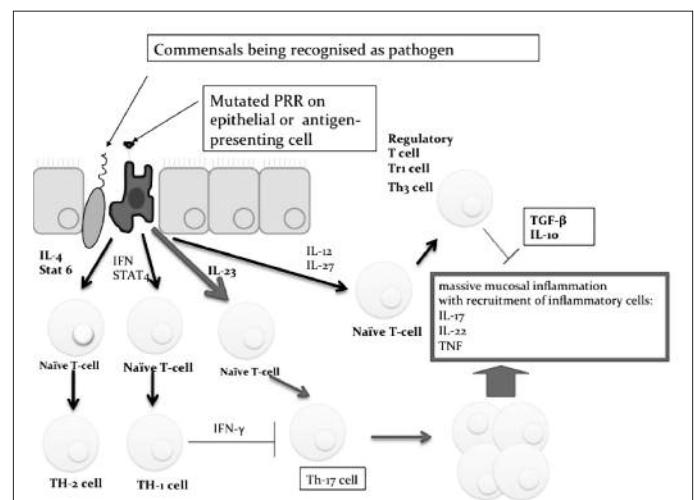 Commensals being recognised as pathogen
Mutated PRR on
epithelial or antigen-
presenting cell
Regulatory
T cell
Tr1 cell
Th3 cell
TGF-β
IL-10
IL-4
Stat 6
IFN
STAT4
IL-23
IL-12
IL-27
massive mucosal inflammation
with recruitment of inflammatory cells:
IL-17
IL-22
TNF
Naïve T-cell
Naïve T-cell
Naïve T-cell
Naïve T-cell
IFN-γ
TH-2 cell
TH-1 cell
Th-17 cell